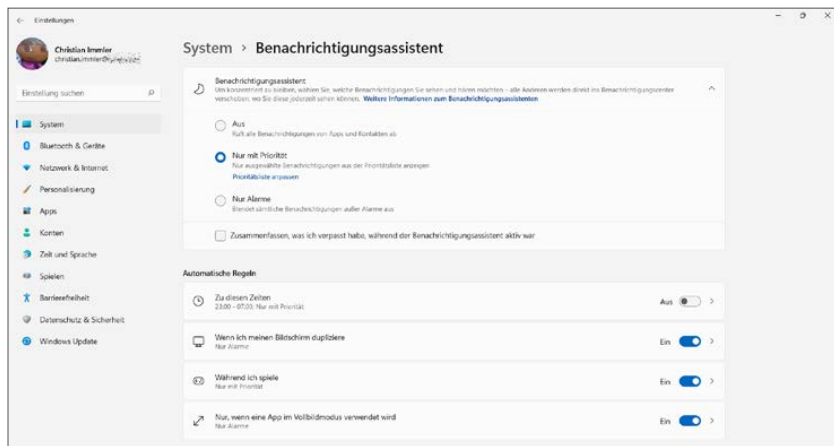 Einstellungen
Christian Immler
System > Benachrichtigungsassistent
Einstellung suchen
System
Bluetooth & Geräte
Netzwerk & Internet
Personalisierung
Apps
Konten
Zeit und Sprache
Spielen
Barrierefreiheit
Datenschutz & Sicherheit
Windows Update
Benachrichtigungsassistent
Um konzentriert zu bleiben, wählen Sie, welche Benachrichtigungen Sie sehen und hören möchten – alle Anderen werden direkt ins Benachrichtigungscenter
verschoben, wo Sie diese jederzeit sehen können. Weitere Informationen zum Benachrichtigungsassistenten
Aus
Ruft alle Benachrichtigungen von Apps und Kontakten ab
Nur mit Priorität
Nur ausgewählte Benachrichtigungen aus der Prioritätsliste anzeigen
Prioritätsliste anpassen
Nur Alarme
Blendet sämtliche Benachrichtigungen außer Alarme aus
Zusammenfassen, was ich verpasst habe, während der Benachrichtigungsassistent aktiv war
Automatische Regeln
Zu diesen Zeiten
23:00 - 07:00; Nur mit Priorität
Aus
Wenn ich meinen Bildschirm dupliziere
Nur Alarme
Ein
Während ich spiele
Nur mit Priorität
Ein
Nur, wenn eine App im Vollbildmodus verwendet wird
Nur Alarme
Ein